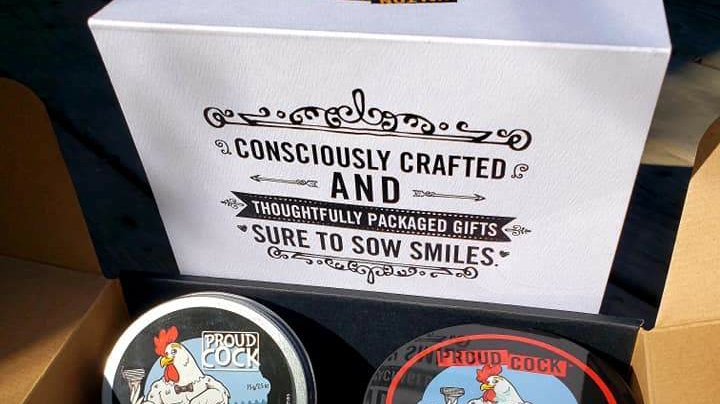 CONSCIOUSLY CRAFTED
AND
THOUGHTFULLY PACKAGED GIFTS
SURE TO SOW SMILES.
PROUD
COCK
PROUD COCK